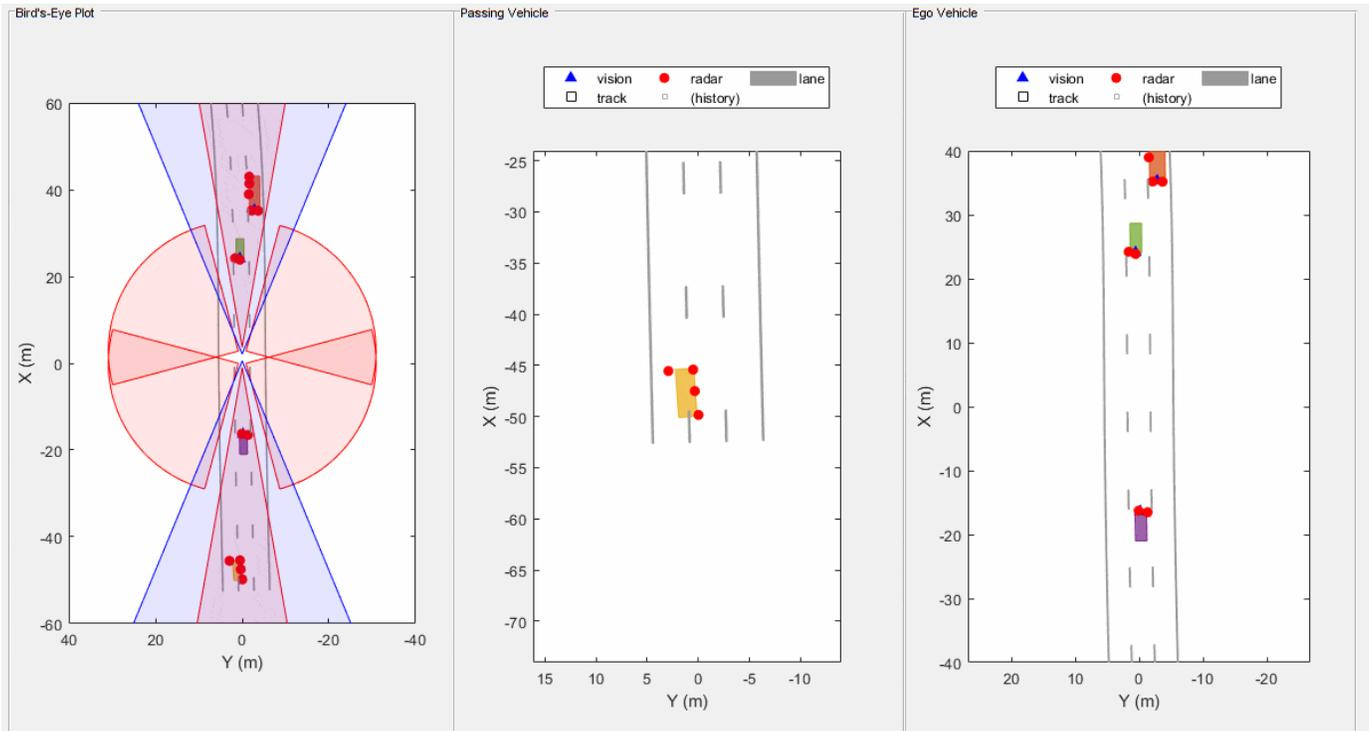 Bird's-Eye Plot
60
40
20
0
-20
-40
-60
X (m)
40 20 0 -20 -40
Y (m)
Passing Vehicle
vision radar lane
track (history)
-25
-30
-35
-40
-45
-50
-55
-60
-65
-70
X (m)
15 10 5 0 -5 -10
Y (m)
Ego Vehicle
vision radar lane
track (history)
40
30
20
10
0
-10
-20
-30
-40
X (m)
20 10 0 -10 -20
Y (m)